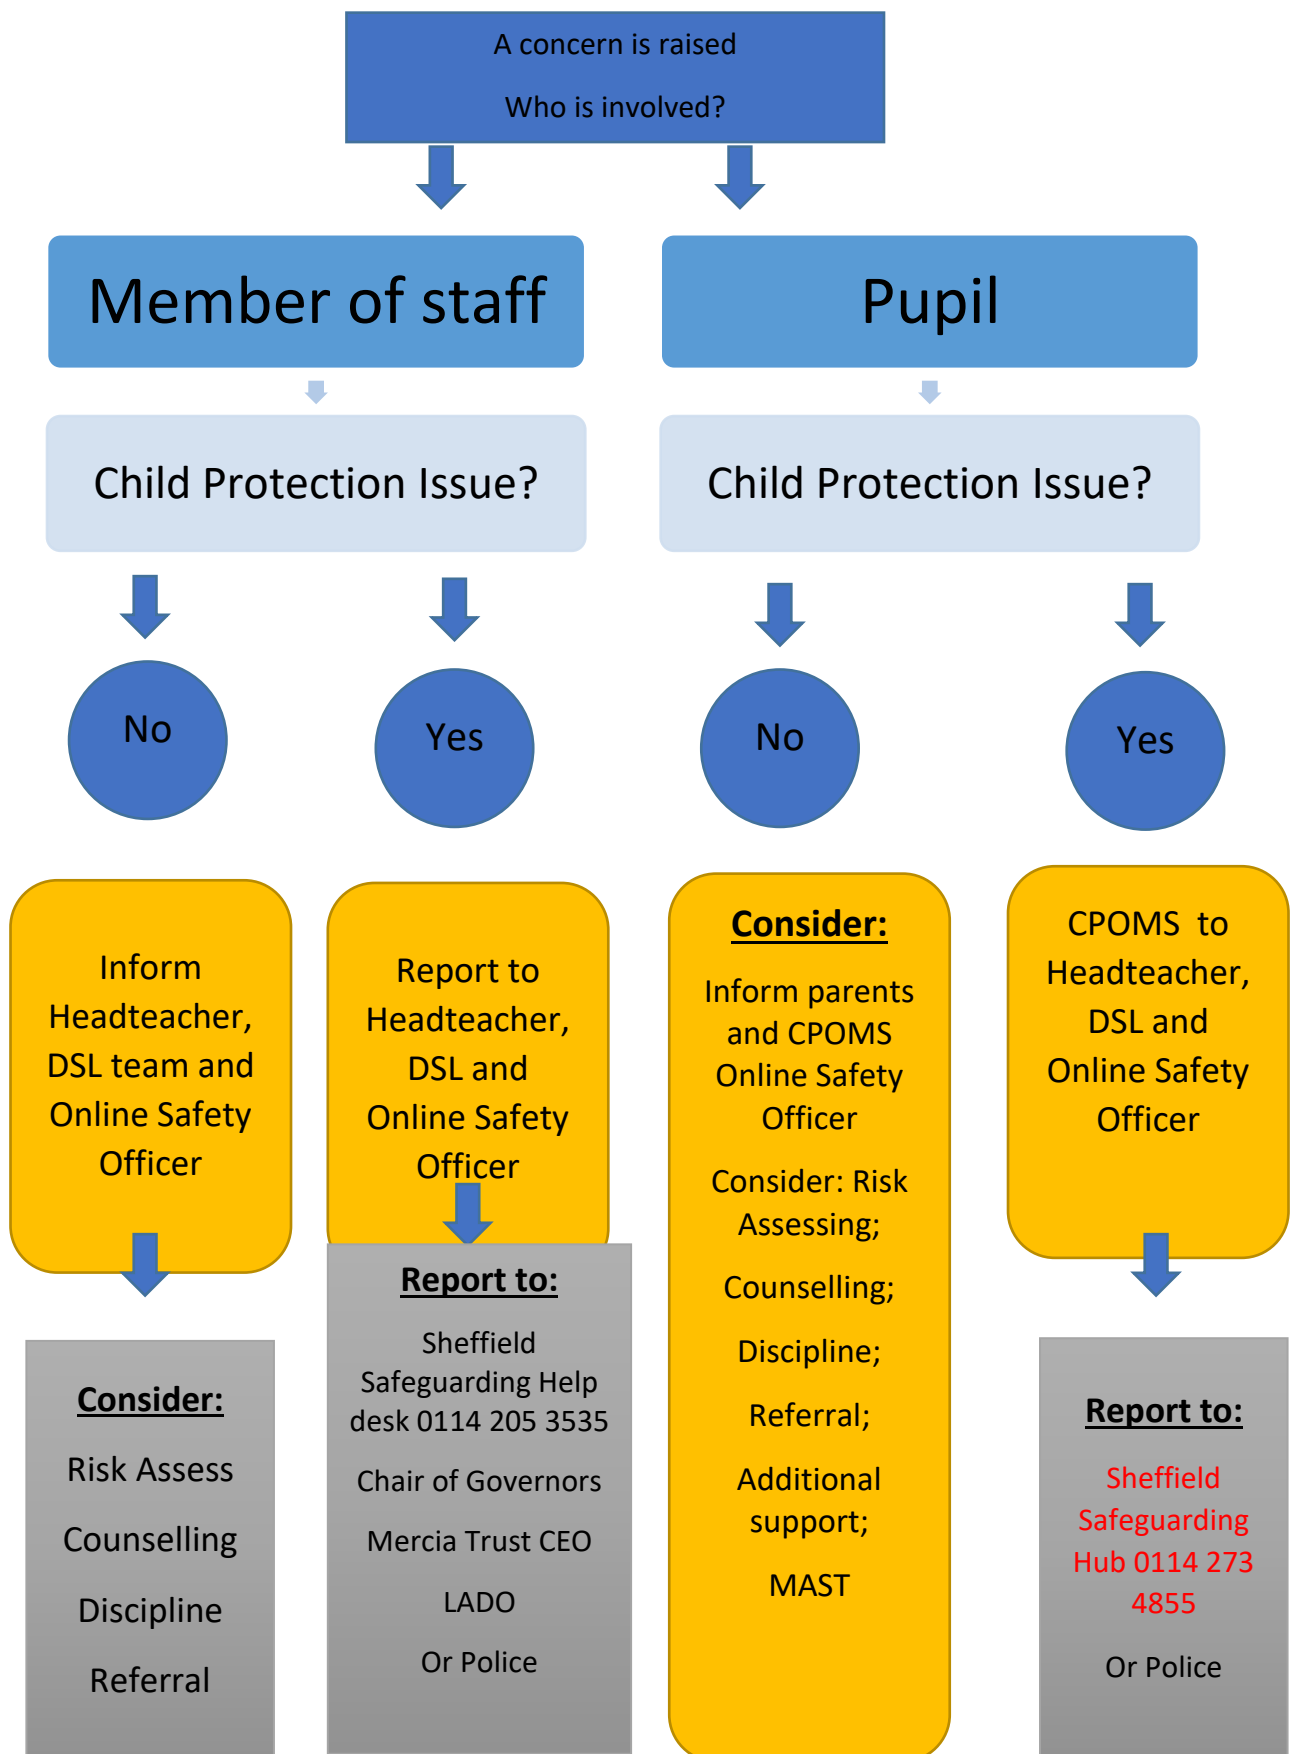 A concern is raised
Who is involved?
Member of staff
Pupil
Child Protection Issue?
Child Protection Issue?
No
Yes
No
Yes
Inform
Headteacher,
DSL team and
Online Safety
Officer
Consider:
Risk Assess
Counselling
Discipline
Referral
Report to
Headteacher,
DSL and
Online Safety
Officer
Report to:
Sheffield
Safeguarding Help
desk 0114 205 3535
Chair of Governors
Mercia Trust CEO
LADO
Or Police
Consider:
Inform parents
and CPOMS
Online Safety
Officer
Consider: Risk
Assessing;
Counselling;
Discipline;
Referral;
Additional
support;
MAST
CPOMS  to
Headteacher,
DSL and
Online Safety
Officer
Report to:
Sheffield
Safeguarding
Hub 0114 273
4855
Or Police